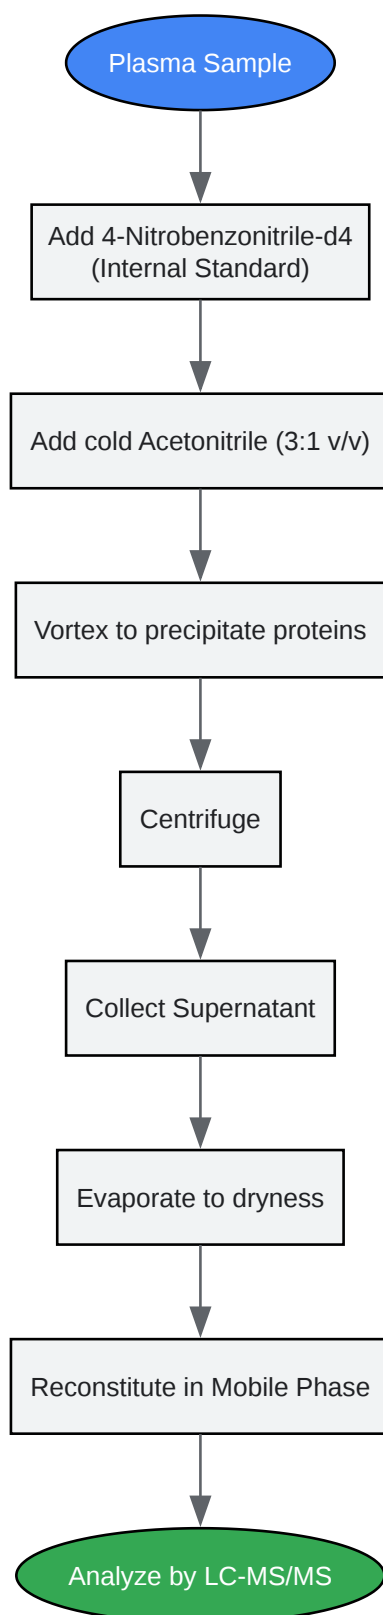 Plasma Sample
Add 4-Nitrobenzonitrile-d4
(Internal Standard)
Add cold Acetonitrile (3:1 v/v)
Vortex to precipitate proteins
Centrifuge
Collect Supernatant
Evaporate to dryness
Reconstitute in Mobile Phase
Analyze by LC-MS/MS